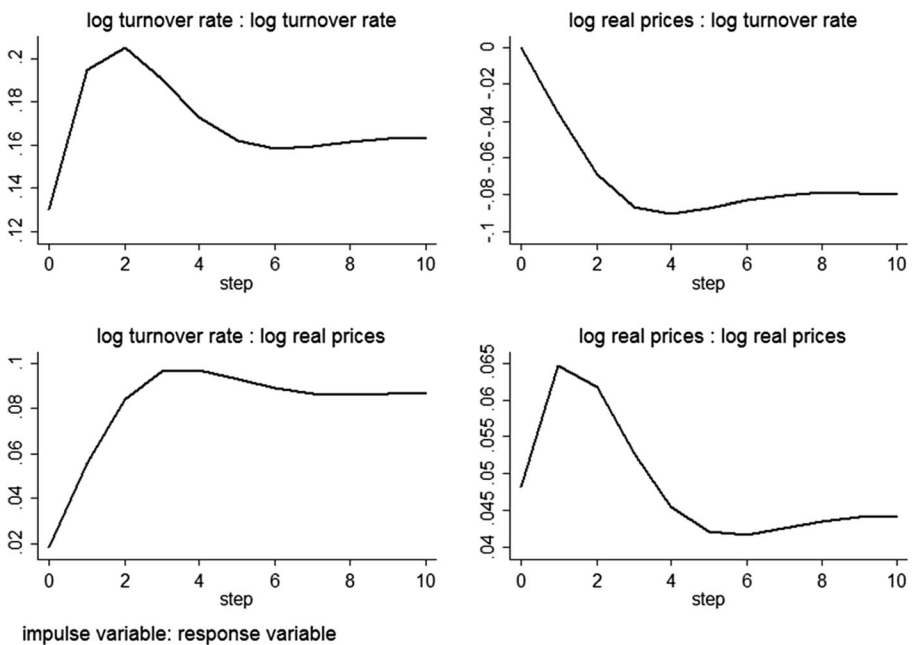 log turnover rate : log turnover rate
.2
.18
.16
.14
.12
0 2 4 6 8 10
step
log real prices : log turnover rate
0
-.02
-.04
-.06
-.08
-.1
0 2 4 6 8 10
step
log turnover rate : log real prices
.1
.08
.06
.04
.02
0 2 4 6 8 10
step
log real prices : log real prices
.065
.06
.055
.05
.045
.04
0 2 4 6 8 10
step
impulse variable: response variable